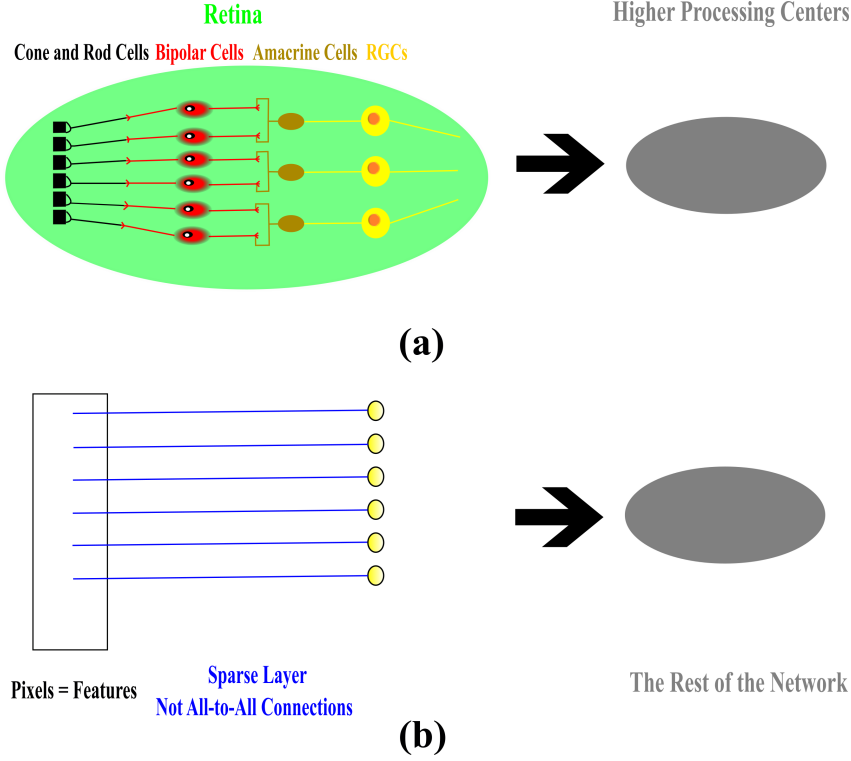 Retina
Higher Processing Centers
Cone and Rod Cells Bipolar Cells Amacrine Cells RGCs
(a)
Pixels = Features
Sparse Layer
Not All-to-All Connections
The Rest of the Network
(b)